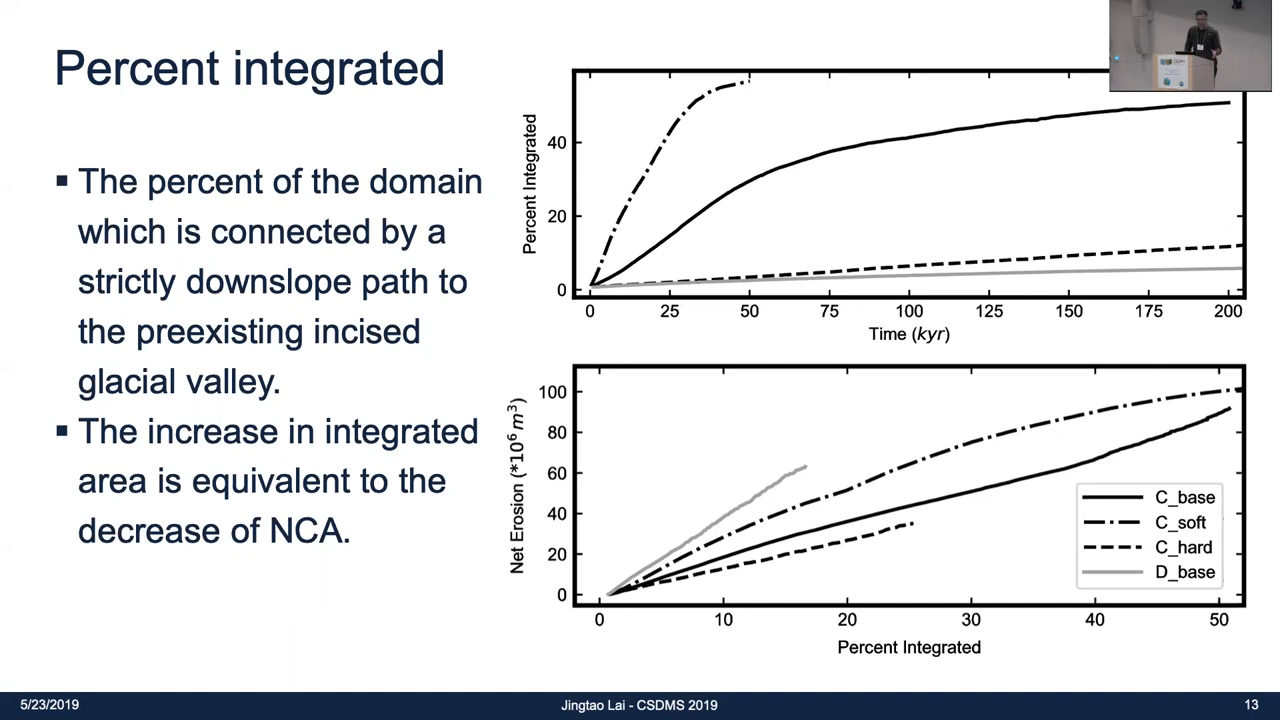 Percent integrated
▪ The percent of the domain
which is connected by a
strictly downslope path to
the preexisting incised
glacial valley.
▪ The increase in integrated
area is equivalent to the
decrease of NCA.
Percent Integrated
40
20
0
0 25 50 75 100 125 150 175 200
Time (kyr)
Net Erosion (*10⁶ m³)
100
80
60
40
20
0
0 10 20 30 40 50
Percent Integrated
C_base
C_soft
C_hard
D_base
5/23/2019
Jingtao Lai - CSDMS 2019
13